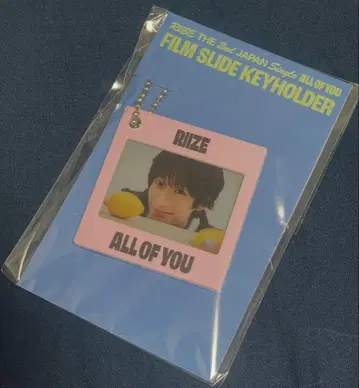 RIIZE THE 2nd JAPAN Single ALL OF YOU
FILM SLIDE KEYHOLDER
RIIZE
ALL OF YOU